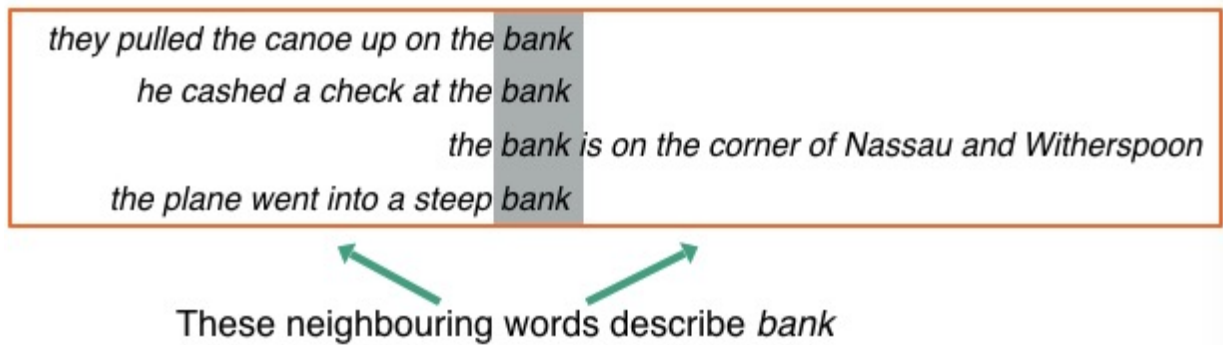 they pulled the canoe up on the bank
he cashed a check at the bank
the bank is on the corner of Nassau and Witherspoon
the plane went into a steep bank
These neighbouring words describe bank